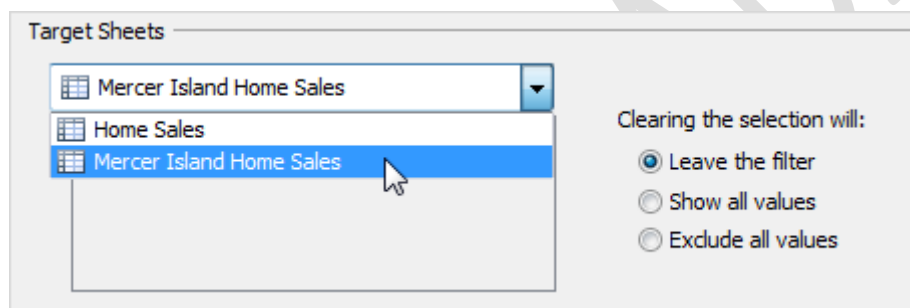 Target Sheets
Mercer Island Home Sales
Home Sales
Mercer Island Home Sales
Clearing the selection will:
Leave the filter
Show all values
Exclude all values